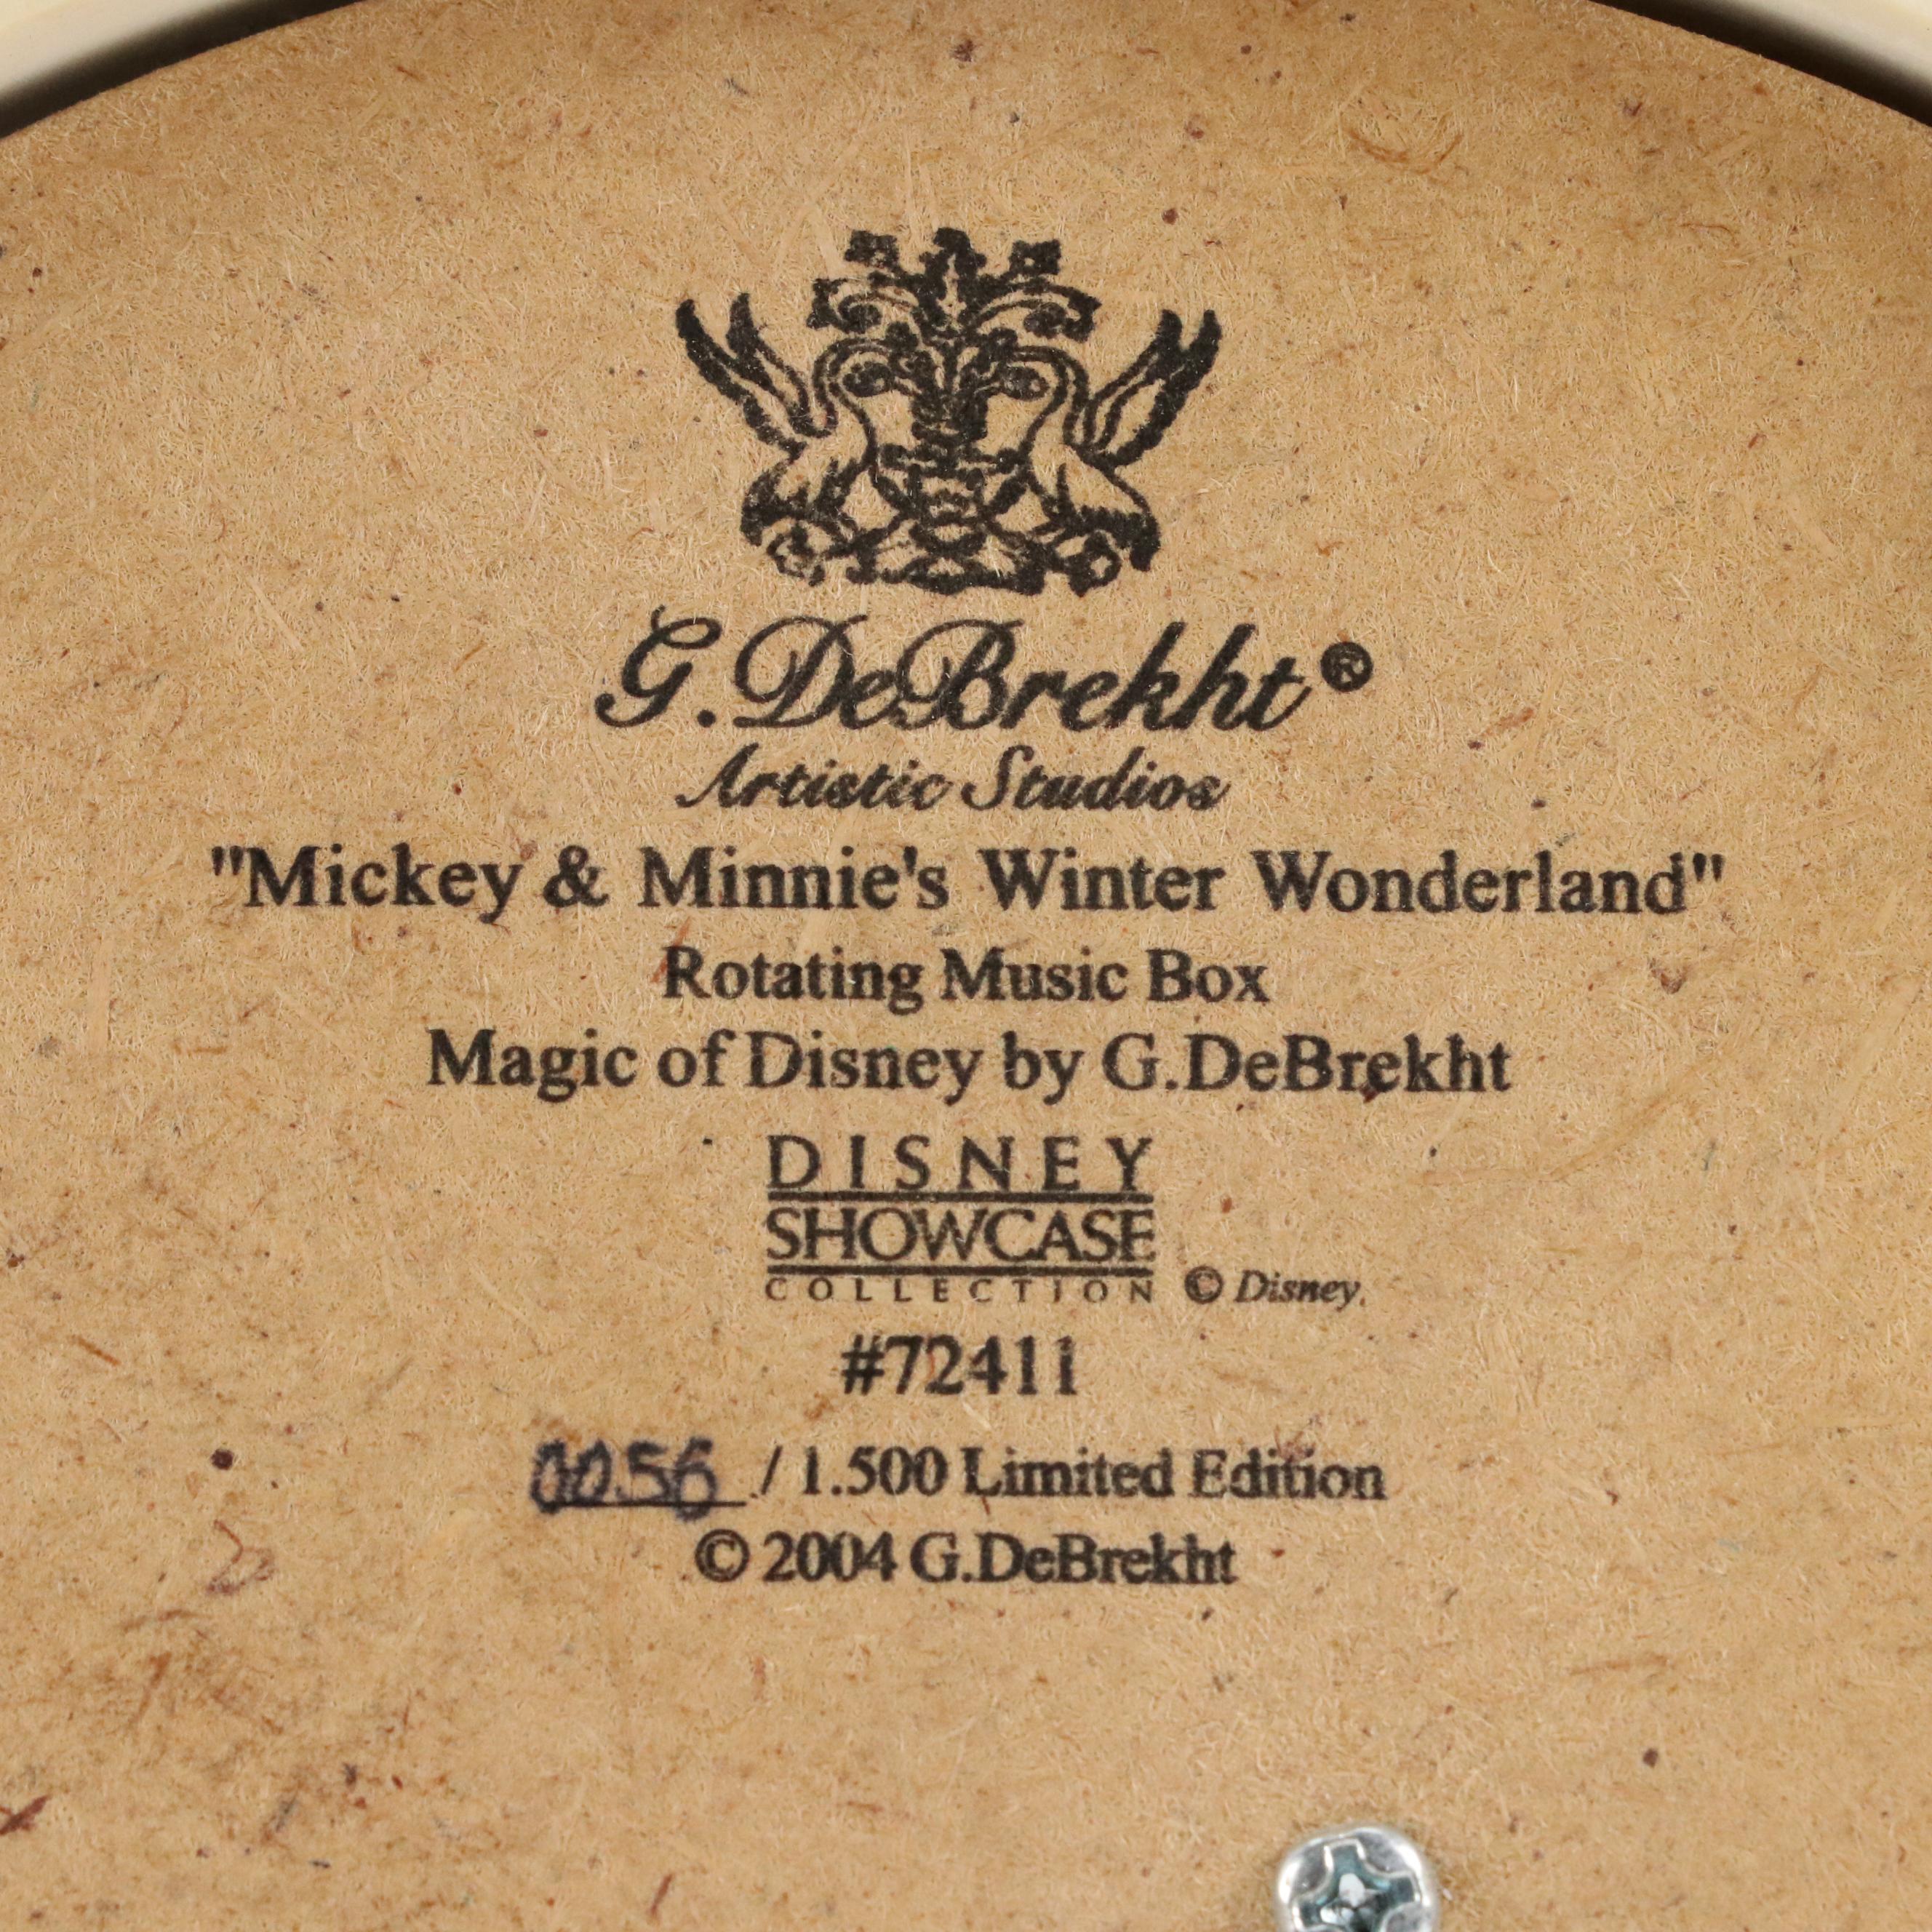 G.DeBrekht®
Artistic Studios
"Mickey & Minnie's Winter Wonderland"
Rotating Music Box
Magic of Disney by G.DeBrekht
DISNEY
SHOWCASE
COLLECTION © Disney
#72411
0056 / 1.500 Limited Edition
© 2004 G.DeBrekht